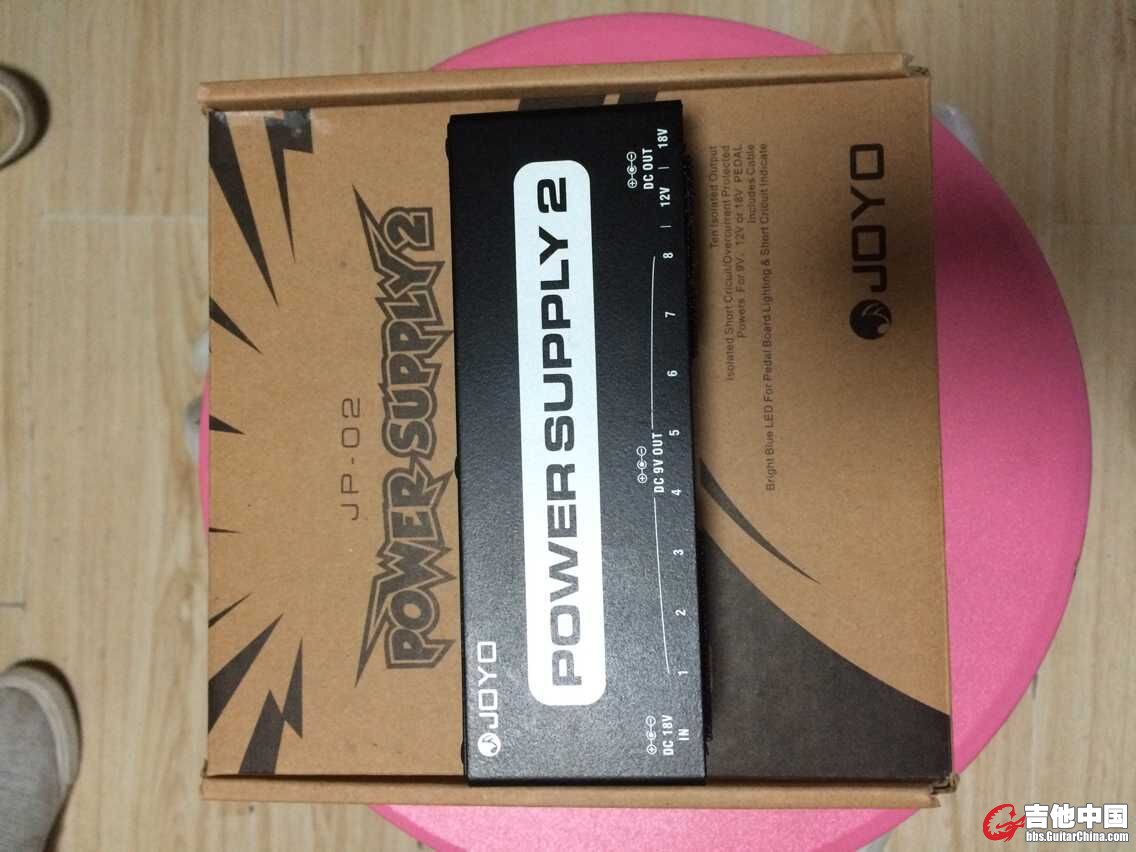 JP-02
POWER SUPPLY 2
JOYO
POWER SUPPLY 2
DC 18V
IN
1 2 3 4 5 6 7 8 | 12V | 18V
DC 9V OUT
DC OUT
Ten Isolated Output
Isolated Short Cricuit/Overcurrent Protected
Powers For 9V, 12V or 18V PEDAL
Includes Cable
Bright Blue LED For Pedal Board Lighting & Short Cricuit Indicate
JOYO
吉他中国
bbs.GuitarChina.com